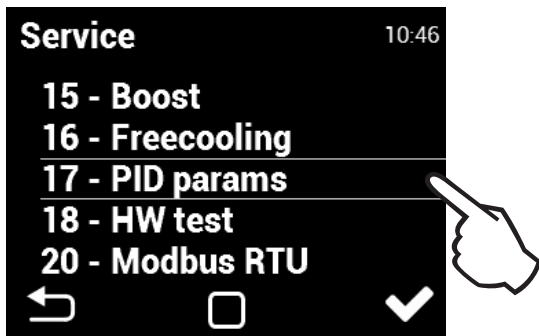 Service 10:46
15 - Boost
16 - Freecooling
17 - PID params
18 - HW test
20 - Modbus RTU